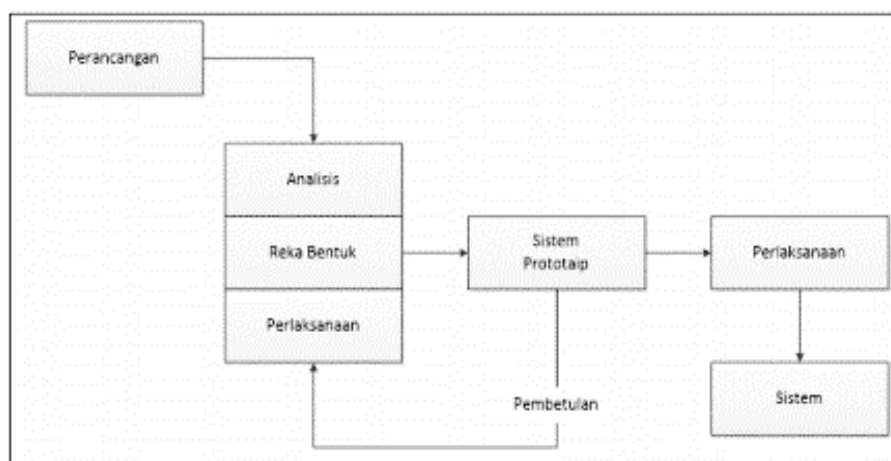 Perancangan
Analisis
Reka Bentuk
Perlaksanaan
Sistem
Prototaip
Perlaksanaan
Pembetulan
Sistem